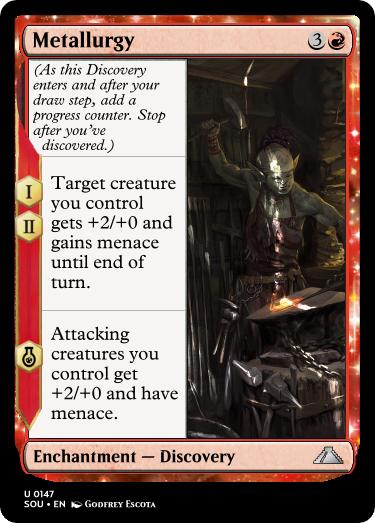 Metallurgy 3
(As this Discovery
enters and after your
draw step, add a
progress counter. Stop
after you've
discovered.)
I
II
Target creature
you control
gets +2/+0 and
gains menace
until end of
turn.
Attacking
creatures you
control get
+2/+0 and have
menace.
Enchantment — Discovery
U 0147
SOU • EN Godfrey Escota